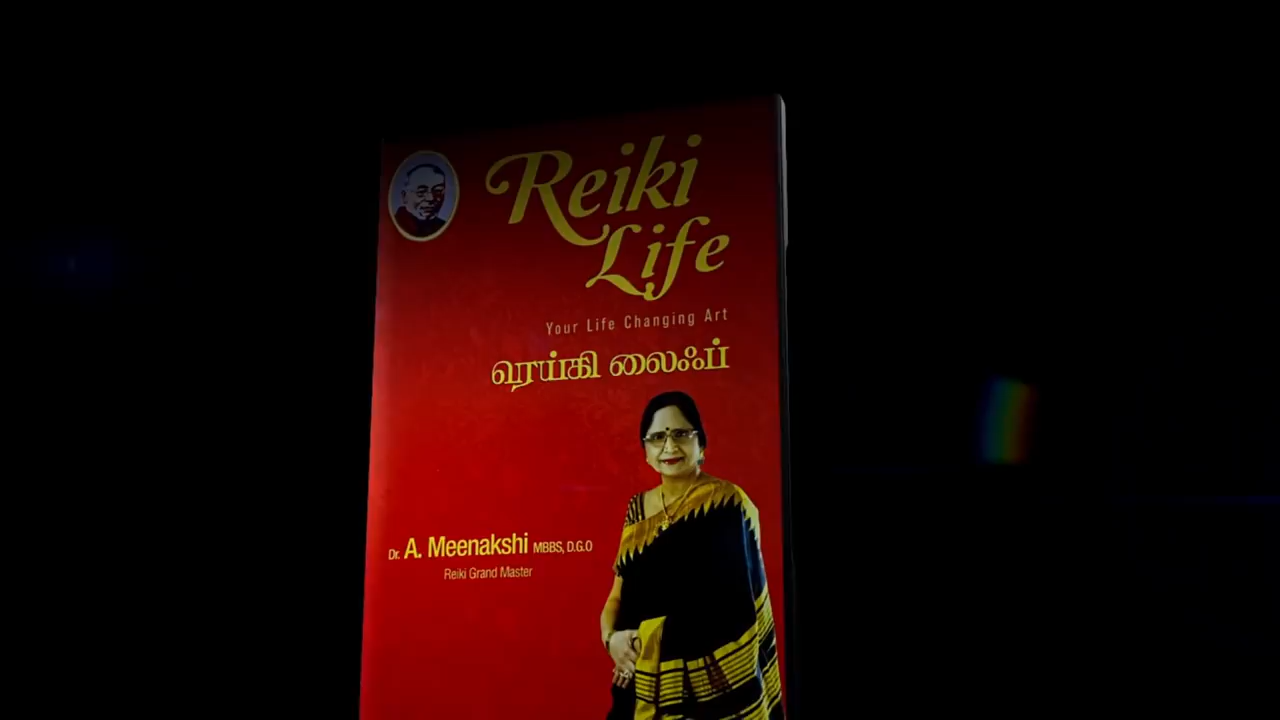 Reiki
Life
Your Life Changing Art
ரெய்கி லைஃப்
Dr. A. Meenakshi MBBS, D.G.O
Reiki Grand Master